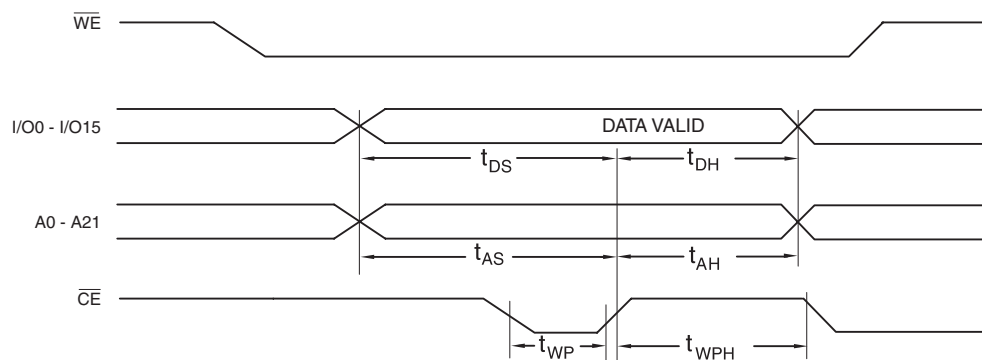 WE
I/O0 - I/O15
DATA VALID
tDS
tDH
A0 - A21
tAS
tAH
CE
tWP
tWPH